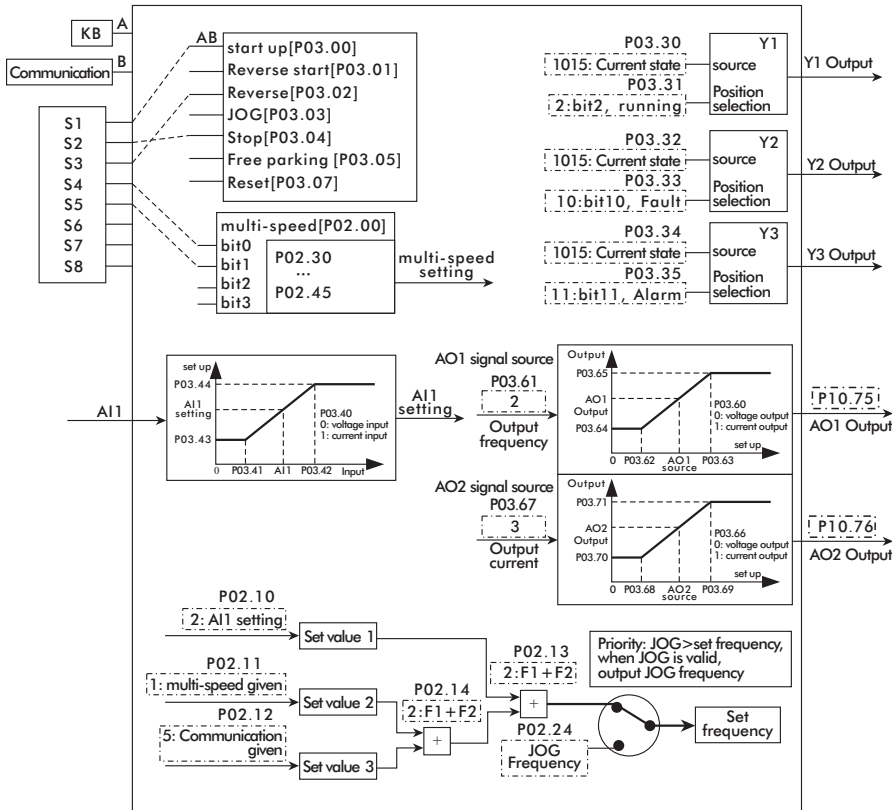 KB
A
Communication
B
S1
S2
S3
S4
S5
S6
S7
S8
AB
start up[P03.00]
Reverse start[P03.01]
Reverse[P03.02]
JOG[P03.03]
Stop[P03.04]
Free parking [P03.05]
Reset[P03.07]
multi-speed[P02.00]
bit0
bit1
bit2
bit3
P02.30
...
P02.45
multi-speed
setting
P03.30
1015: Current state
P03.31
2:bit2, running
Y1
source
Position
selection
Y1 Output
P03.32
1015: Current state
P03.33
10:bit10, Fault
Y2
source
Position
selection
Y2 Output
P03.34
1015: Current state
P03.35
11:bit11, Alarm
Y3
source
Position
selection
Y3 Output
AI1
set up
P03.44
AI1
setting
P03.43
P03.40
0: voltage input
1: current input
0
P03.41
AI1
P03.42
Input
AI1
setting
AO1 signal source
P03.61
2
Output
frequency
Output
P03.65
AO1
Output
P03.64
P03.60
0: voltage output
1: current output
set up
0
P03.62
AO1
source
P03.63
P10.75
AO1 Output
AO2 signal source
P03.67
3
Output
current
Output
P03.71
AO2
Output
P03.70
P03.66
0: voltage output
1: current output
set up
0
P03.68
AO2
source
P03.69
P10.76
AO2 Output
P02.10
2: AI1 setting
Set value 1
P02.11
1: multi-speed given
Set value 2
P02.12
5: Communication
given
Set value 3
P02.14
2:F1+F2
+
P02.13
2:F1+F2
+
Priority: JOG>set frequency,
when JOG is valid,
output JOG frequency
P02.24
JOG
Frequency
Set
frequency